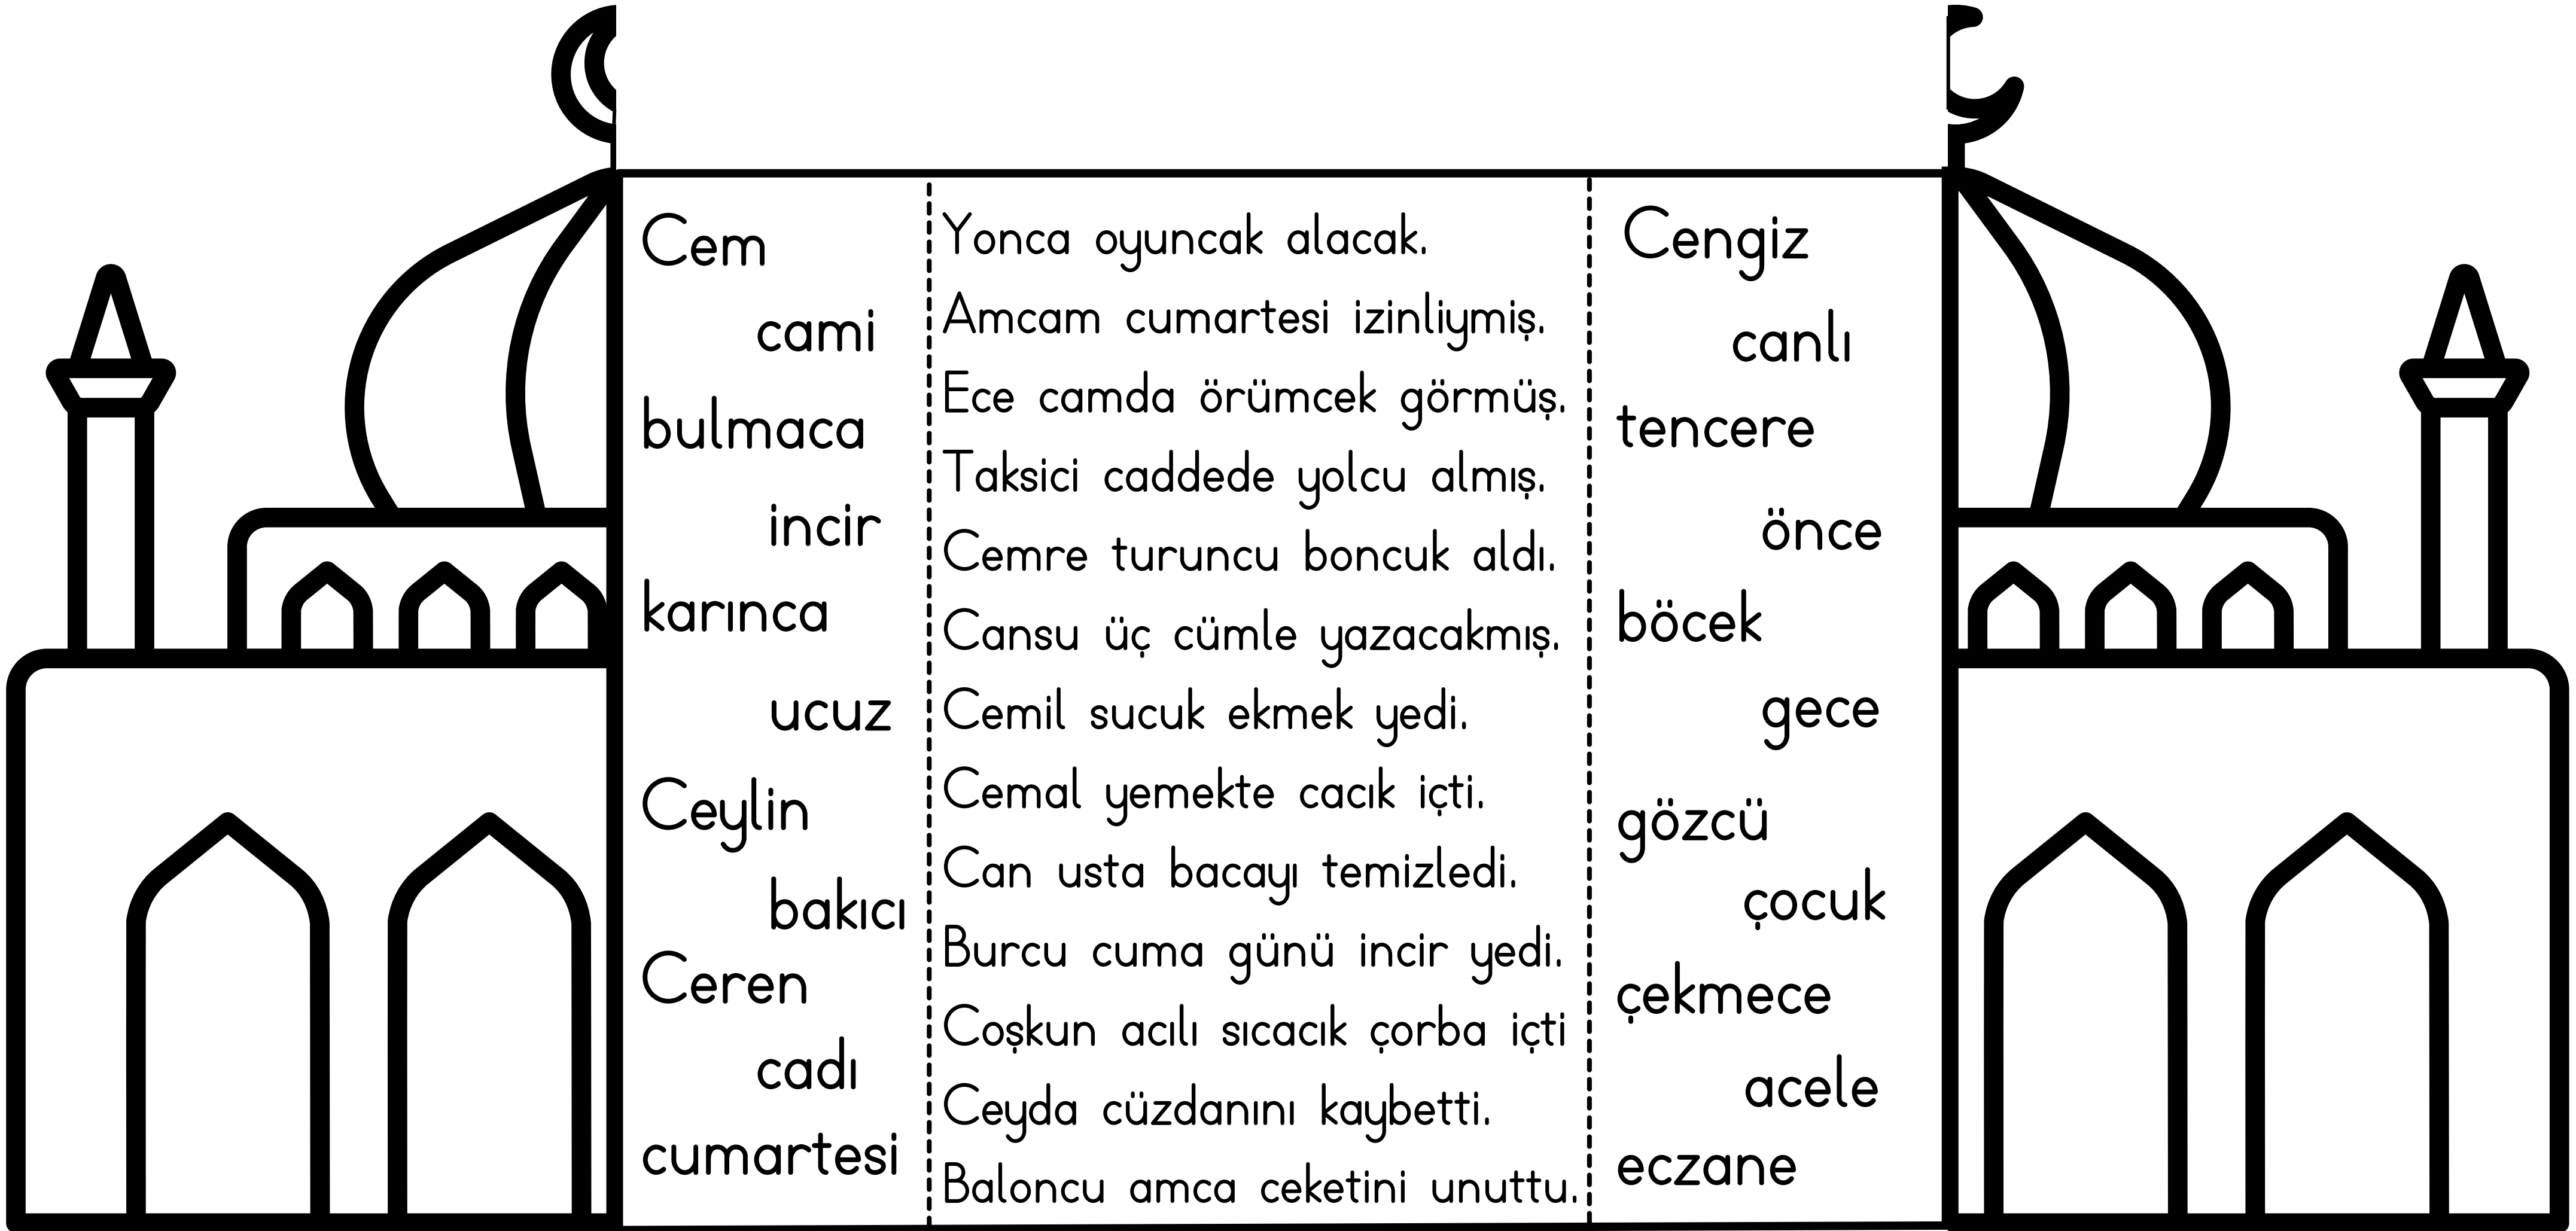 Cem
cami
bulmaca
incir
karınca
ucuz
Ceylin
bakıcı
Ceren
cadı
cumartesi
Yonca oyuncak alacak.
Amcam cumartesi izinliymiş.
Ece camda örümcek görmüş.
Taksici caddede yolcu almış.
Cemre turuncu boncuk aldı.
Cansu üç cümle yazacakmış.
Cemil sucuk ekmek yedi.
Cemal yemekte cacık içti.
Can usta bacayı temizledi.
Burcu cuma günü incir yedi.
Coşkun acılı sıcacık çorba içti
Ceyda cüzdanını kaybetti.
Baloncu amca ceketini unuttu.
Cengiz
canlı
tencere
önce
böcek
gece
gözcü
çocuk
çekmece
acele
eczane